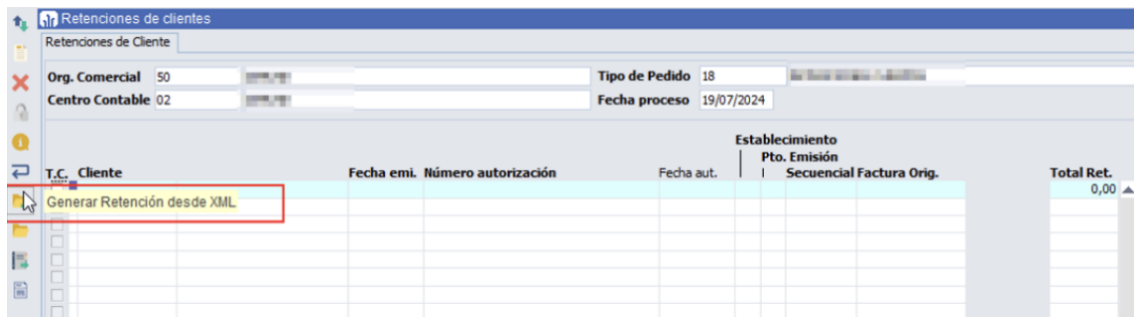 Retenciones de clientes
Retenciones de Cliente
Org. Comercial 50 Tipo de Pedido 18
Centro Contable 02 Fecha proceso 19/07/2024
Establecimiento
Pto. Emisión
T.C. Cliente Fecha emi. Número autorización Fecha aut. Secuencial Factura Orig. Total Ret.
0,00
Generar Retención desde XML